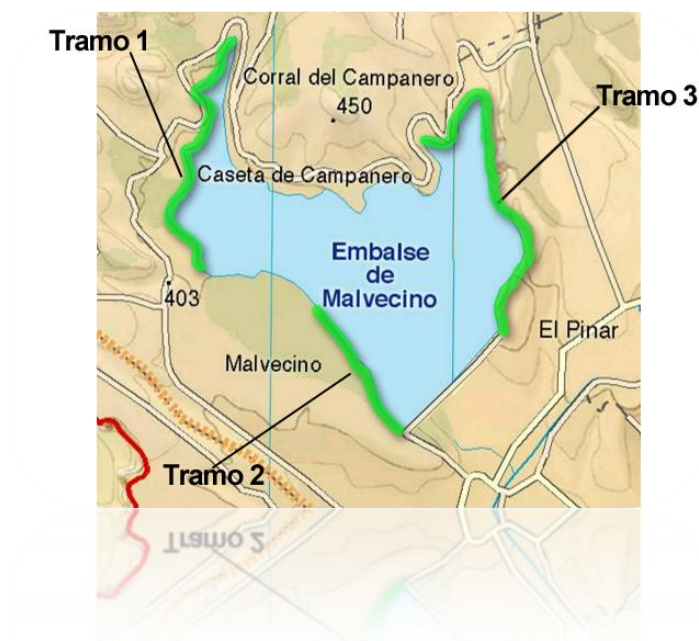 Tramo 1
Corral del Campanero
450
Tramo 3
Caseta de Campanero
Embalse
de
Malvecino
403
El Pinar
Malvecino
Tramo 2
Tramo 2